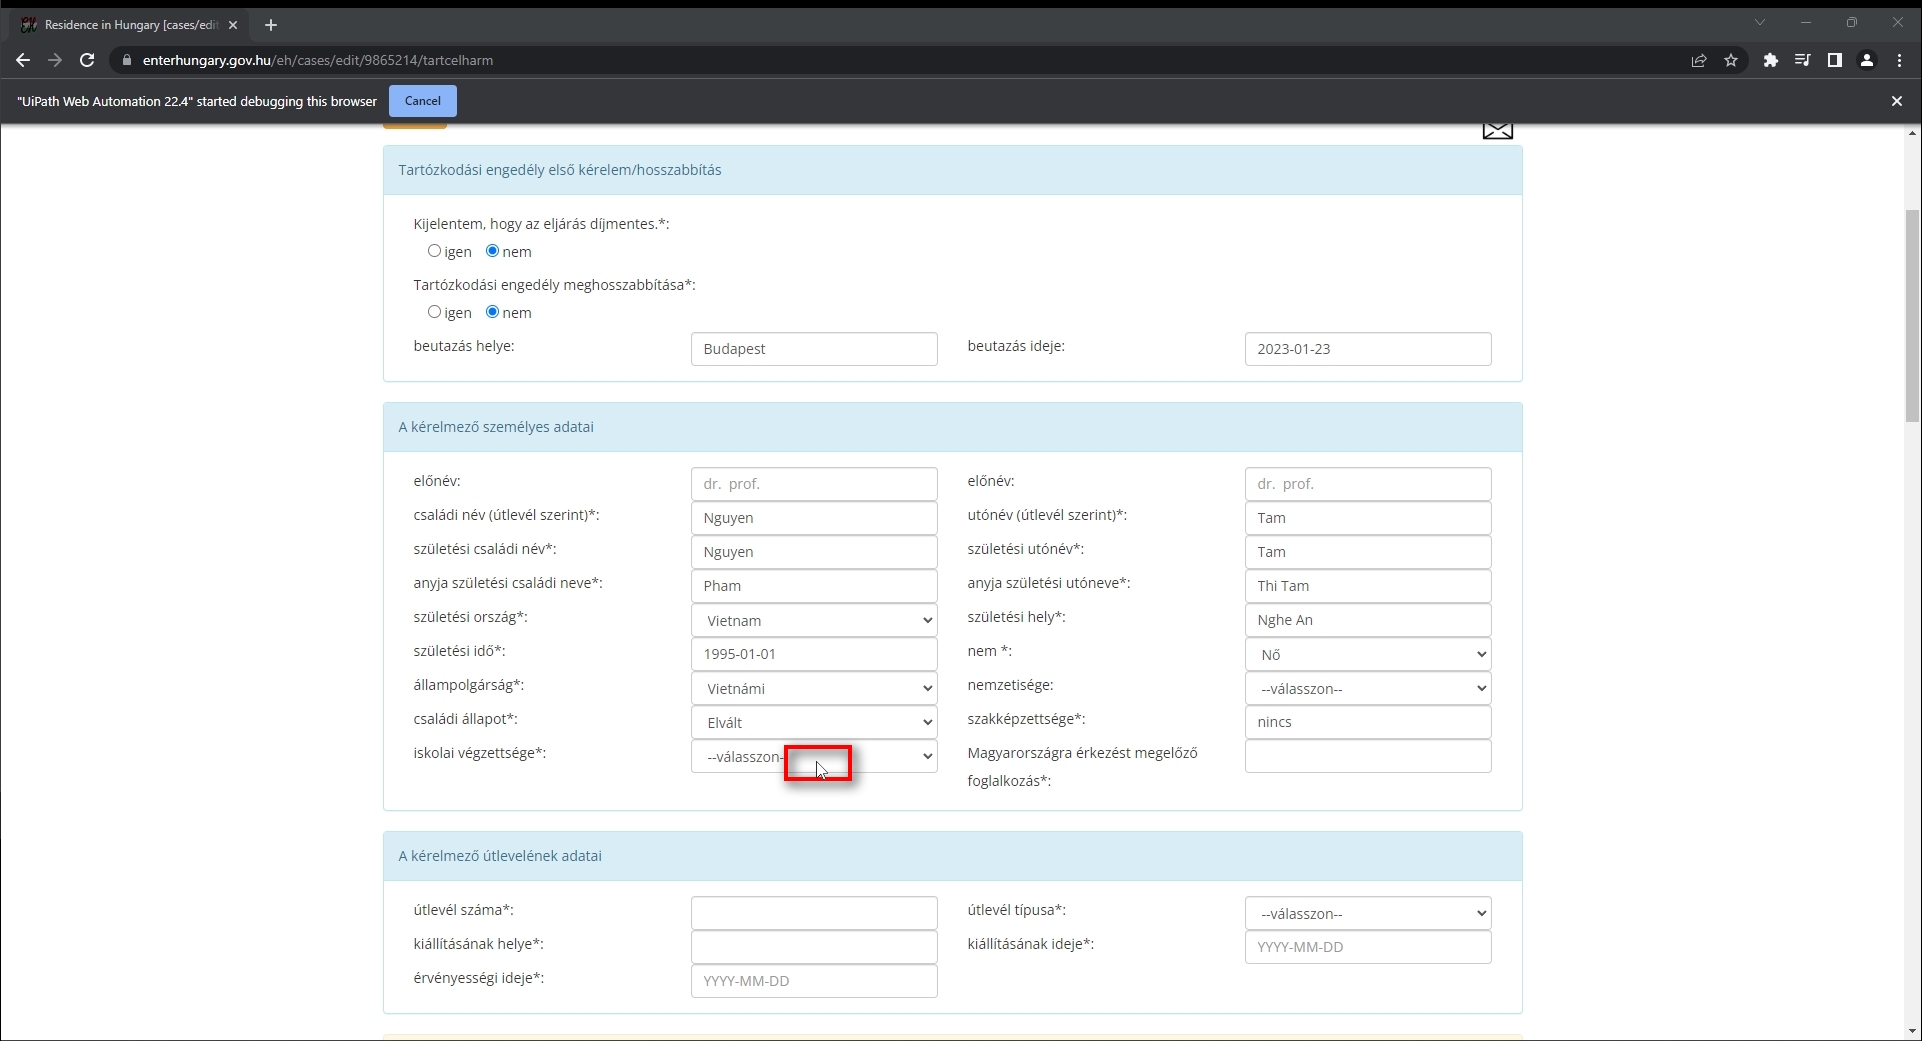 Residence in Hungary [cases/edit
enterhungary.gov.hu/eh/cases/edit/9865214/tartcelharm
"UiPath Web Automation 22.4" started debugging this browser Cancel
Tartózkodási engedély első kérelem/hosszabbítás
Kijelentem, hogy az eljárás díjmentes.*:
igen nem
Tartózkodási engedély meghosszabbítása*:
igen nem
beutazás helye: Budapest beutazás ideje: 2023-01-23
A kérelmező személyes adatai
előnév: dr. prof. előnév: dr. prof.
családi név (útlevél szerint)*: Nguyen utónév (útlevél szerint)*: Tam
születési családi név*: Nguyen születési utónév*: Tam
anyja születési családi neve*: Pham anyja születési utóneve*: Thi Tam
születési ország*: Vietnam születési hely*: Nghe An
születési idő*: 1995-01-01 nem *: Nő
állampolgárság*: Vietnámi nemzetisége: --válasszon--
családi állapot*: Elvált szakképzettsége*: nincs
iskolai végzettsége*: --válasszon- Magyarországra érkezést megelőző
foglalkozás*:
A kérelmező útlevelének adatai
útlevél száma*: útlevél típusa*: --válasszon--
kiállításának helye*: kiállításának ideje*: YYYY-MM-DD
érvényességi ideje*: YYYY-MM-DD